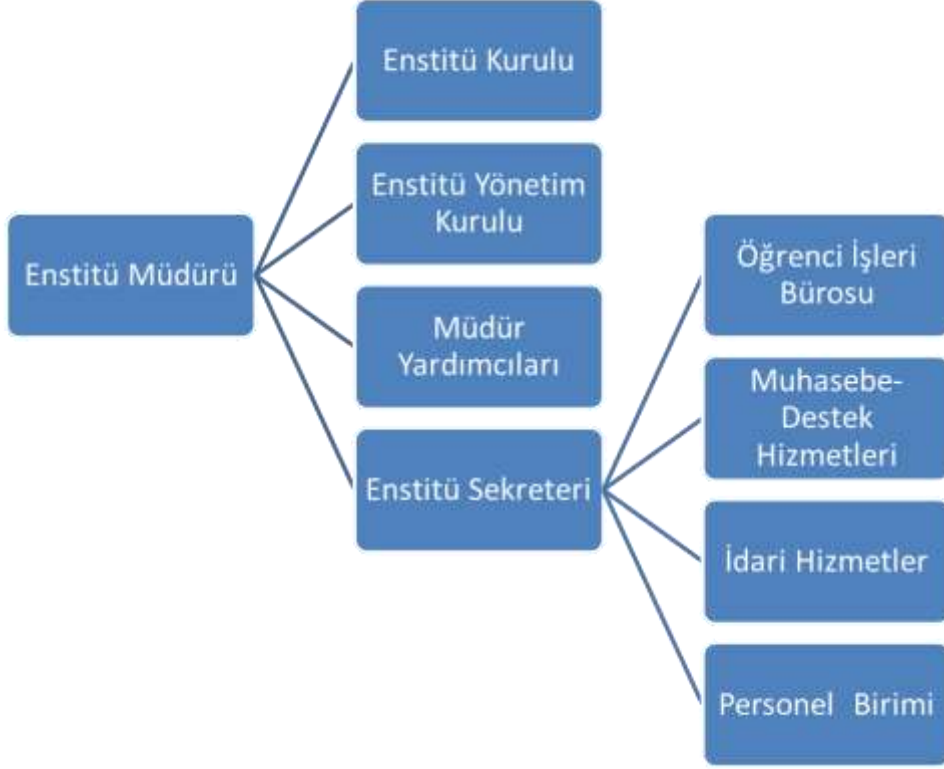 Enstitü Müdürü
Enstitü Kurulu
Enstitü Yönetim
Kurulu
Müdür
Yardımcıları
Enstitü Sekreteri
Öğrenci İşleri
Bürosu
Muhasebe-
Destek
Hizmetleri
İdari Hizmetler
Personel Birimi